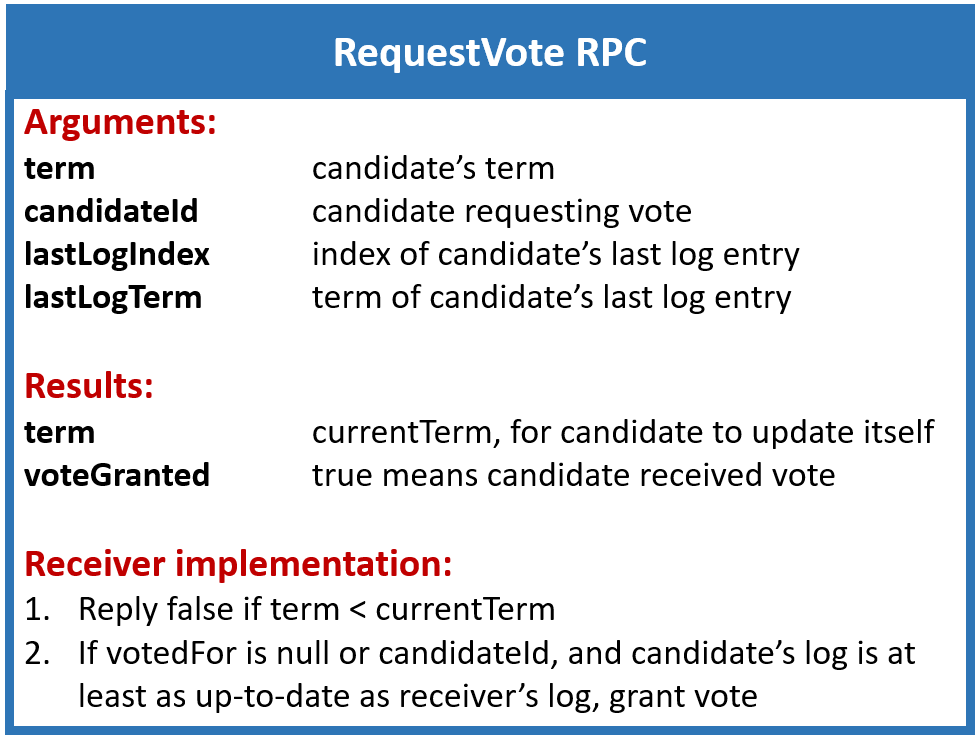 RequestVote RPC
Arguments:
term candidate’s term
candidateId candidate requesting vote
lastLogIndex index of candidate’s last log entry
lastLogTerm term of candidate’s last log entry
Results:
term currentTerm, for candidate to update itself
voteGranted true means candidate received vote
Receiver implementation:
1. Reply false if term < currentTerm
2. If votedFor is null or candidateId, and candidate’s log is at
least as up-to-date as receiver’s log, grant vote